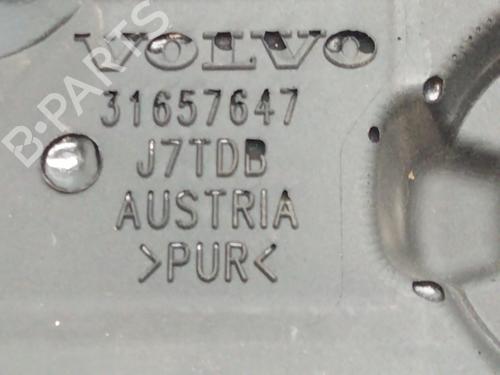 VOLVO
31657647
J7TDB
AUSTRIA
>PUR<
B-PARTS